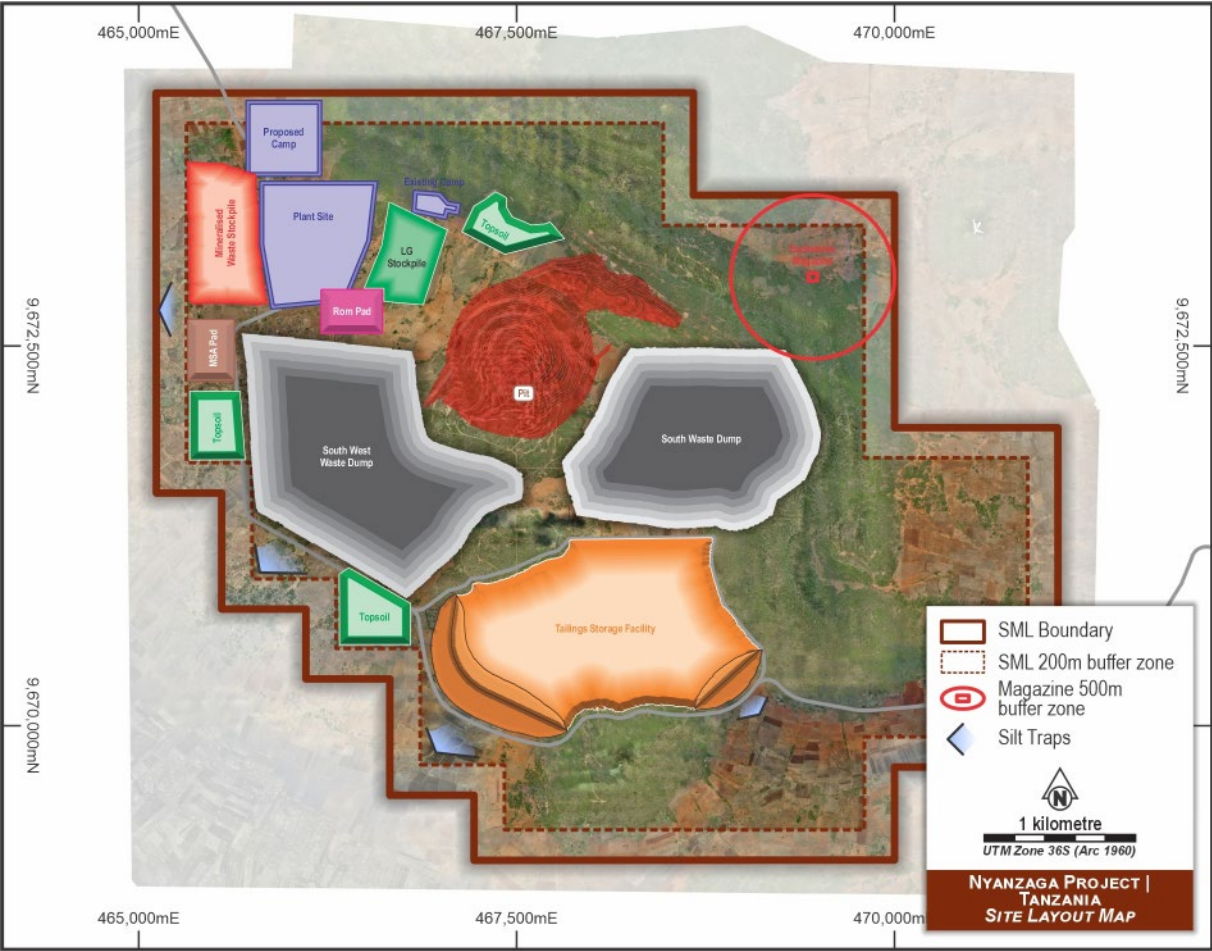 465,000mE
467,500mE
470,000mE
Proposed
Camp
Existing Camp
Mineralised
Waste Stockpile
Plant Site
Topsoil
LG
Stockpile
Rom Pad
9,672,500mN
9,672,500mN
MSA Pad
Pit
Topsoil
South West
Waste Dump
South Waste Dump
Topsoil
Tailings Storage Facility
9,670,000mN
SML Boundary
SML 200m buffer zone
Magazine 500m
buffer zone
Silt Traps
N
1 kilometre
UTM Zone 36S (Arc 1960)
NYANZAGA PROJECT |
TANZANIA
SITE LAYOUT MAP
465,000mE
467,500mE
470,000m